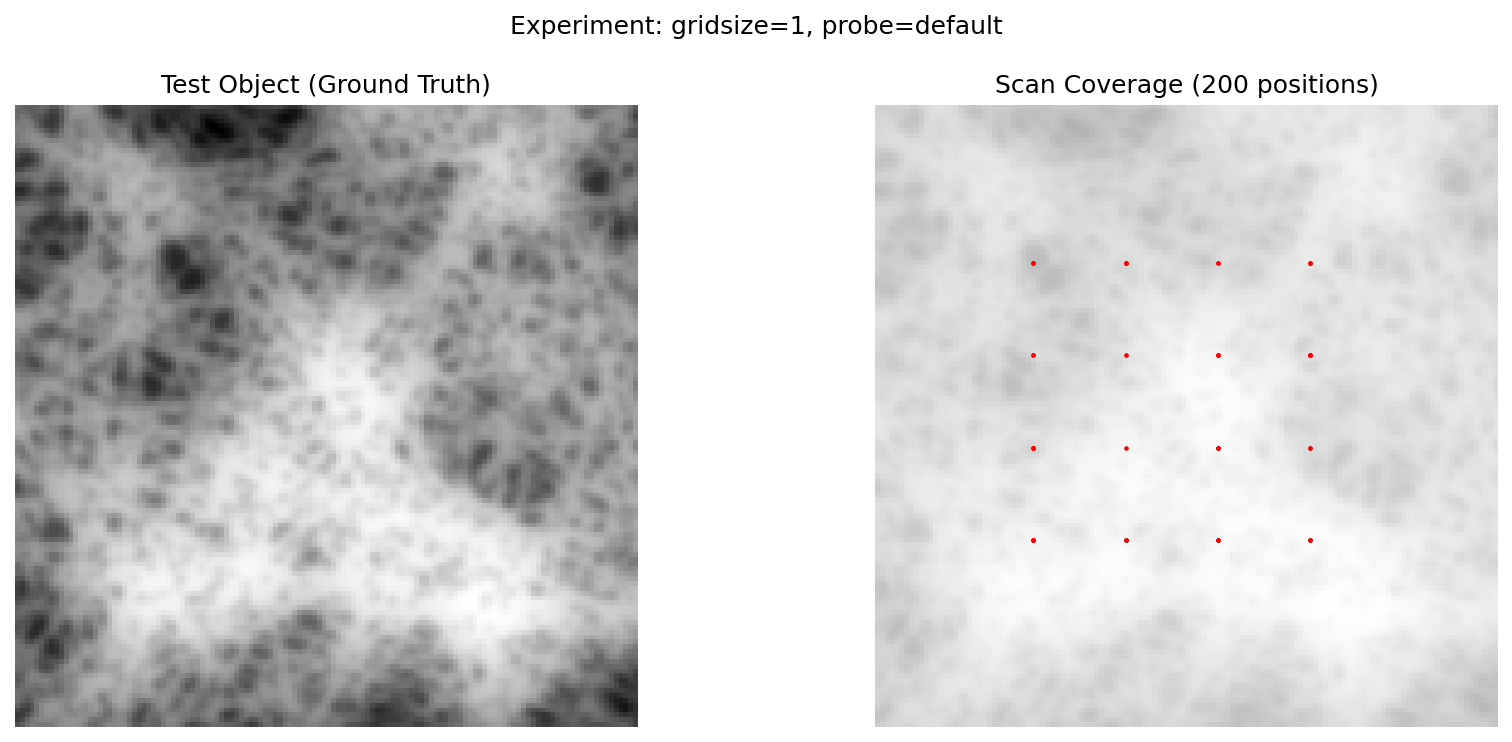 Experiment: gridsize=1, probe=default
Test Object (Ground Truth)
Scan Coverage (200 positions)